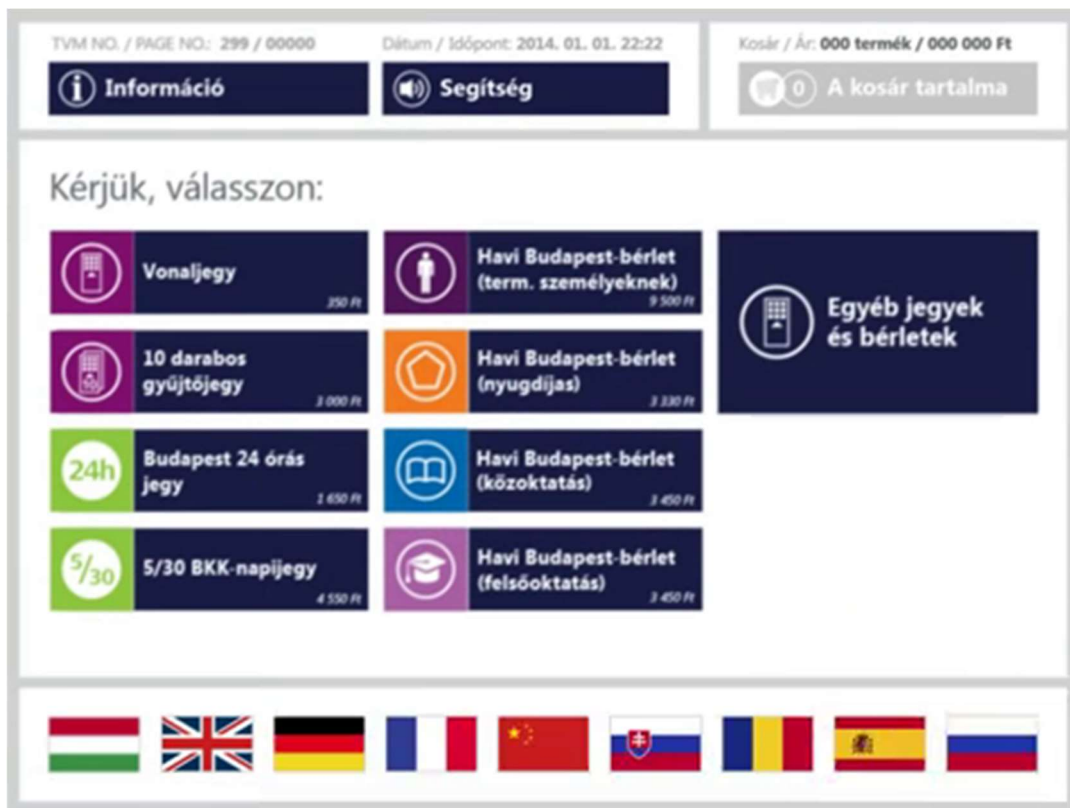 TVM NO. / PAGE NO.: 299 / 00000
Dátum / Időpont: 2014. 01. 01. 22:22
Kosár / Ár: 000 termék / 000 000 Ft
Információ
Segítség
0 A kosár tartalma
Kérjük, válasszon:
Vonaljegy
350 Ft
10 darabos
gyűjtőjegy
10
3 000 Ft
24h
Budapest 24 órás
jegy
1 650 Ft
5/30
5/30 BKK-napijegy
4 550 Ft
Havi Budapest-bérlet
(term. személyeknek)
9 500 Ft
Havi Budapest-bérlet
(nyugdíjas)
3 330 Ft
Havi Budapest-bérlet
(közoktatás)
3 450 Ft
Havi Budapest-bérlet
(felsőoktatás)
3 450 Ft
Egyéb jegyek
és bérletek